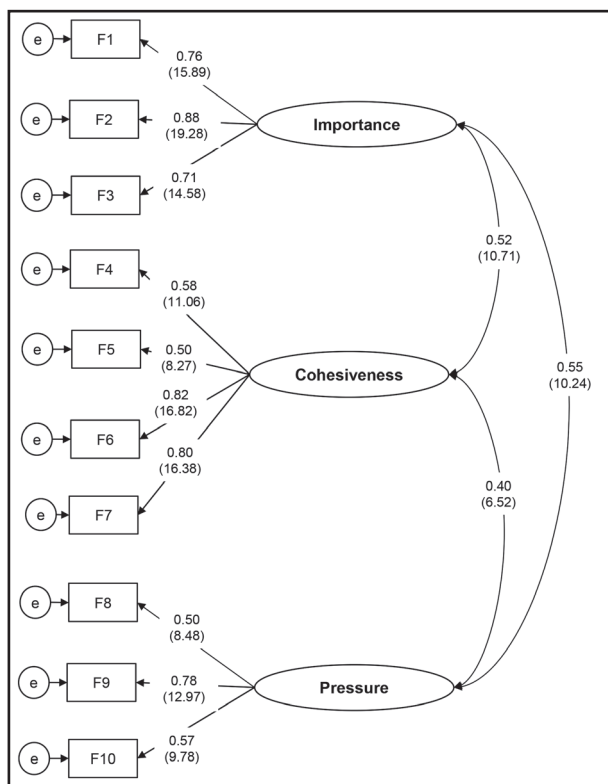 e
F1
0.76
(15.89)
e
F2
0.88
(19.28)
Importance
e
F3
0.71
(14.58)
0.52
(10.71)
e
F4
0.58
(11.06)
e
F5
0.50
(8.27)
Cohesiveness
0.55
(10.24)
e
F6
0.82
(16.82)
e
F7
0.80
(16.38)
0.40
(6.52)
e
F8
0.50
(8.48)
e
F9
0.78
(12.97)
Pressure
e
F10
0.57
(9.78)